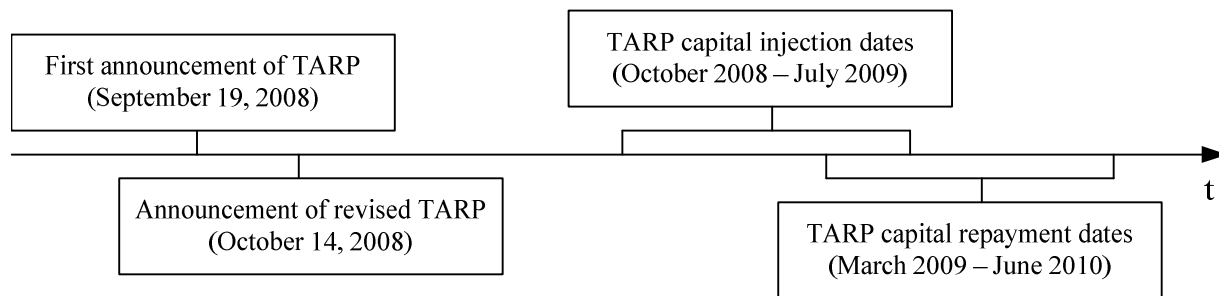 First announcement of TARP
(September 19, 2008)
TARP capital injection dates
(October 2008 – July 2009)
t
Announcement of revised TARP
(October 14, 2008)
TARP capital repayment dates
(March 2009 – June 2010)